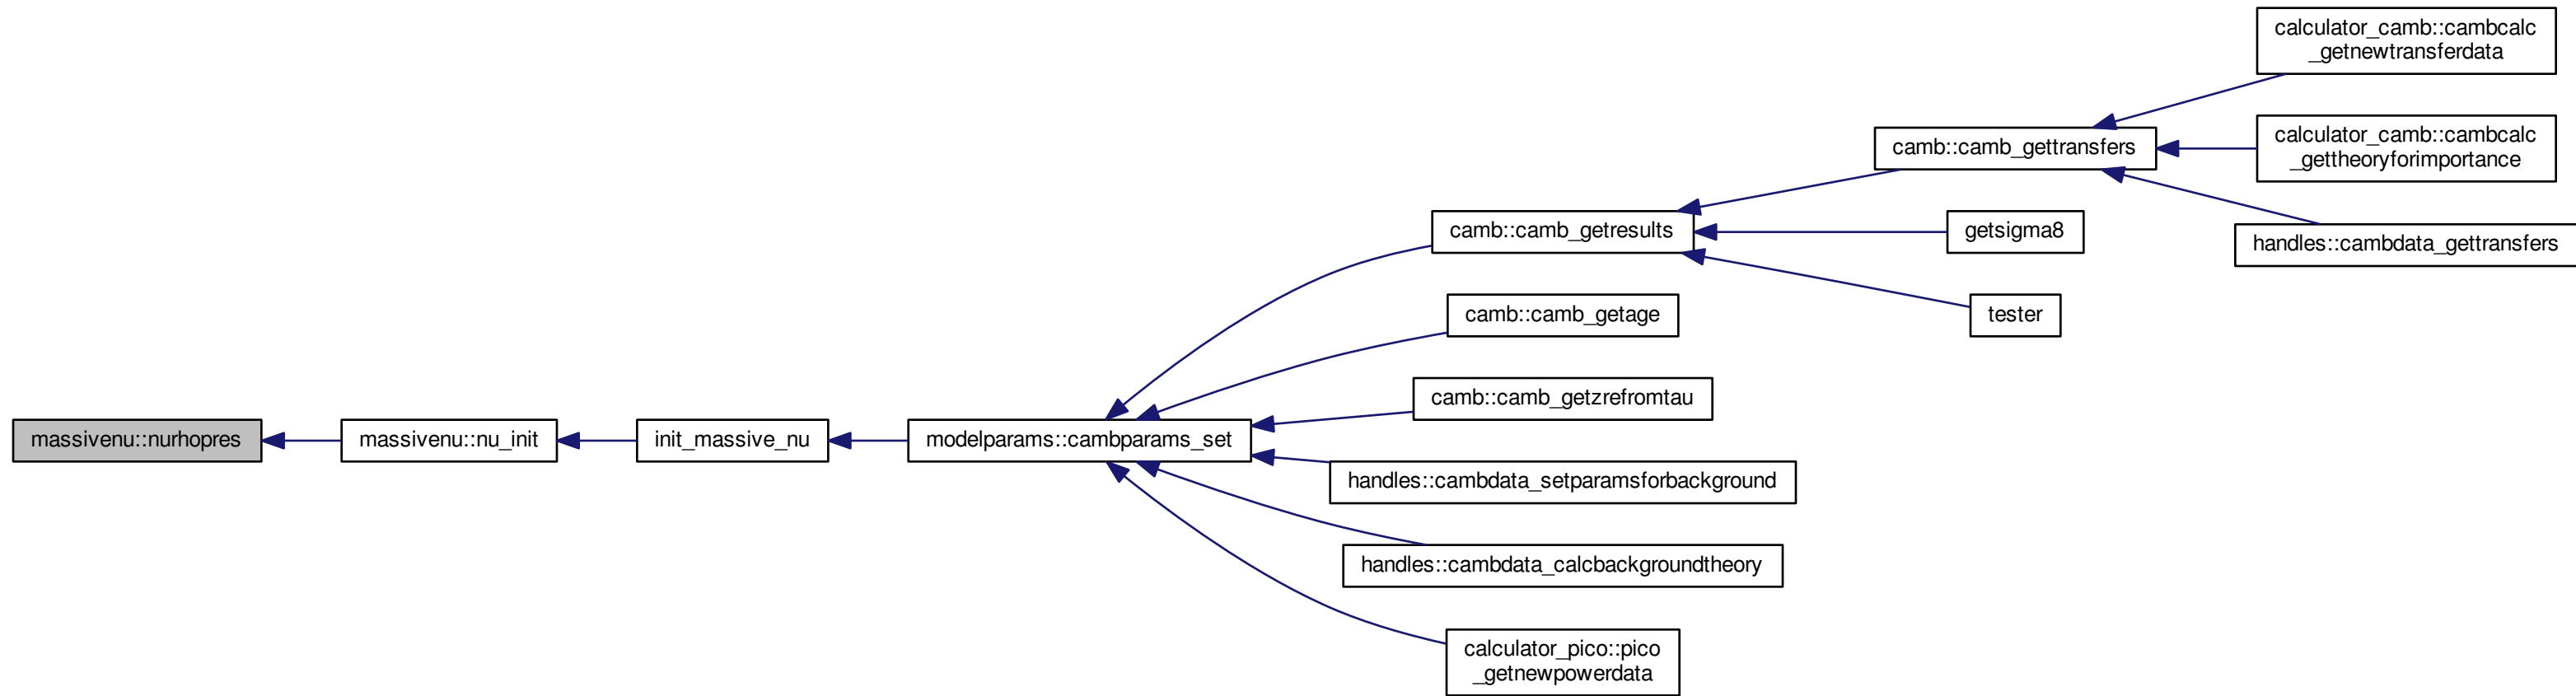 calculator_camb::cambcalc
_getnewtransferdata
calculator_camb::cambcalc
_gettheoryforimportance
camb::camb_gettransfers
handles::cambdata_gettransfers
camb::camb_getresults
getsigma8
tester
camb::camb_getage
camb::camb_getzrefromtau
massivenu::nurhopres
massivenu::nu_init
init_massive_nu
modelparams::cambparams_set
handles::cambdata_setparamsforbackground
handles::cambdata_calcbackgroundtheory
calculator_pico::pico
_getnewpowerdata